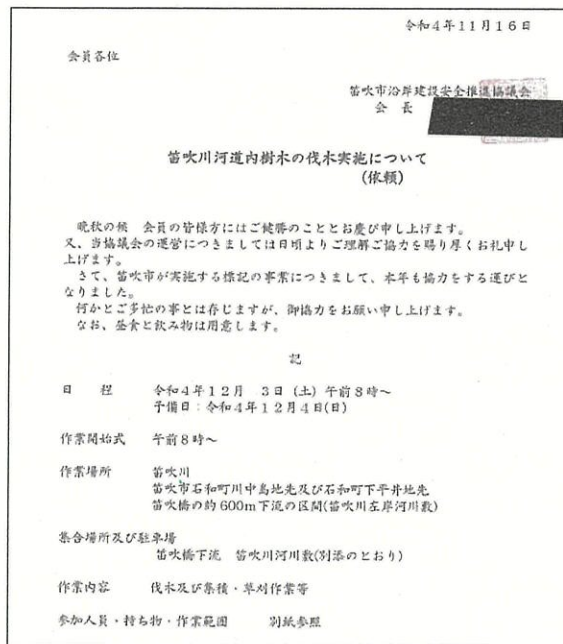 令和4年11月16日
会員各位
笛吹市沿岸建設安全推進協議会
会 長
笛吹川河道内樹木の伐木実施について
(依頼)
晩秋の候 会員の皆様方にはご健勝のこととお慶び申し上げます。
又、当協議会の運営につきましては日頃よりご理解ご協力を賜り厚くお礼申し
上げます。
さて、笛吹市が実施する標記の事業につきまして、本年も協力をする運びと
なりました。
何かとご多忙の事とは存じますが、御協力をお願い申し上げます。
なお、昼食と飲み物は用意します。
記
日 程 令和4年12月 3日 (土) 午前8時~
予備日:令和4年12月4日(日)
作業開始式 午前8時~
作業場所 笛吹川
笛吹市石和町川中島地先及び石和町下平井地先
笛吹橋の約600m下流の区間(笛吹川左岸河川敷)
集合場所及び駐車場
笛吹橋下流 笛吹川河川敷(別添のとおり)
作業内容 伐木及び集積・草刈作業等
参加人員・持ち物・作業範囲 別紙参照